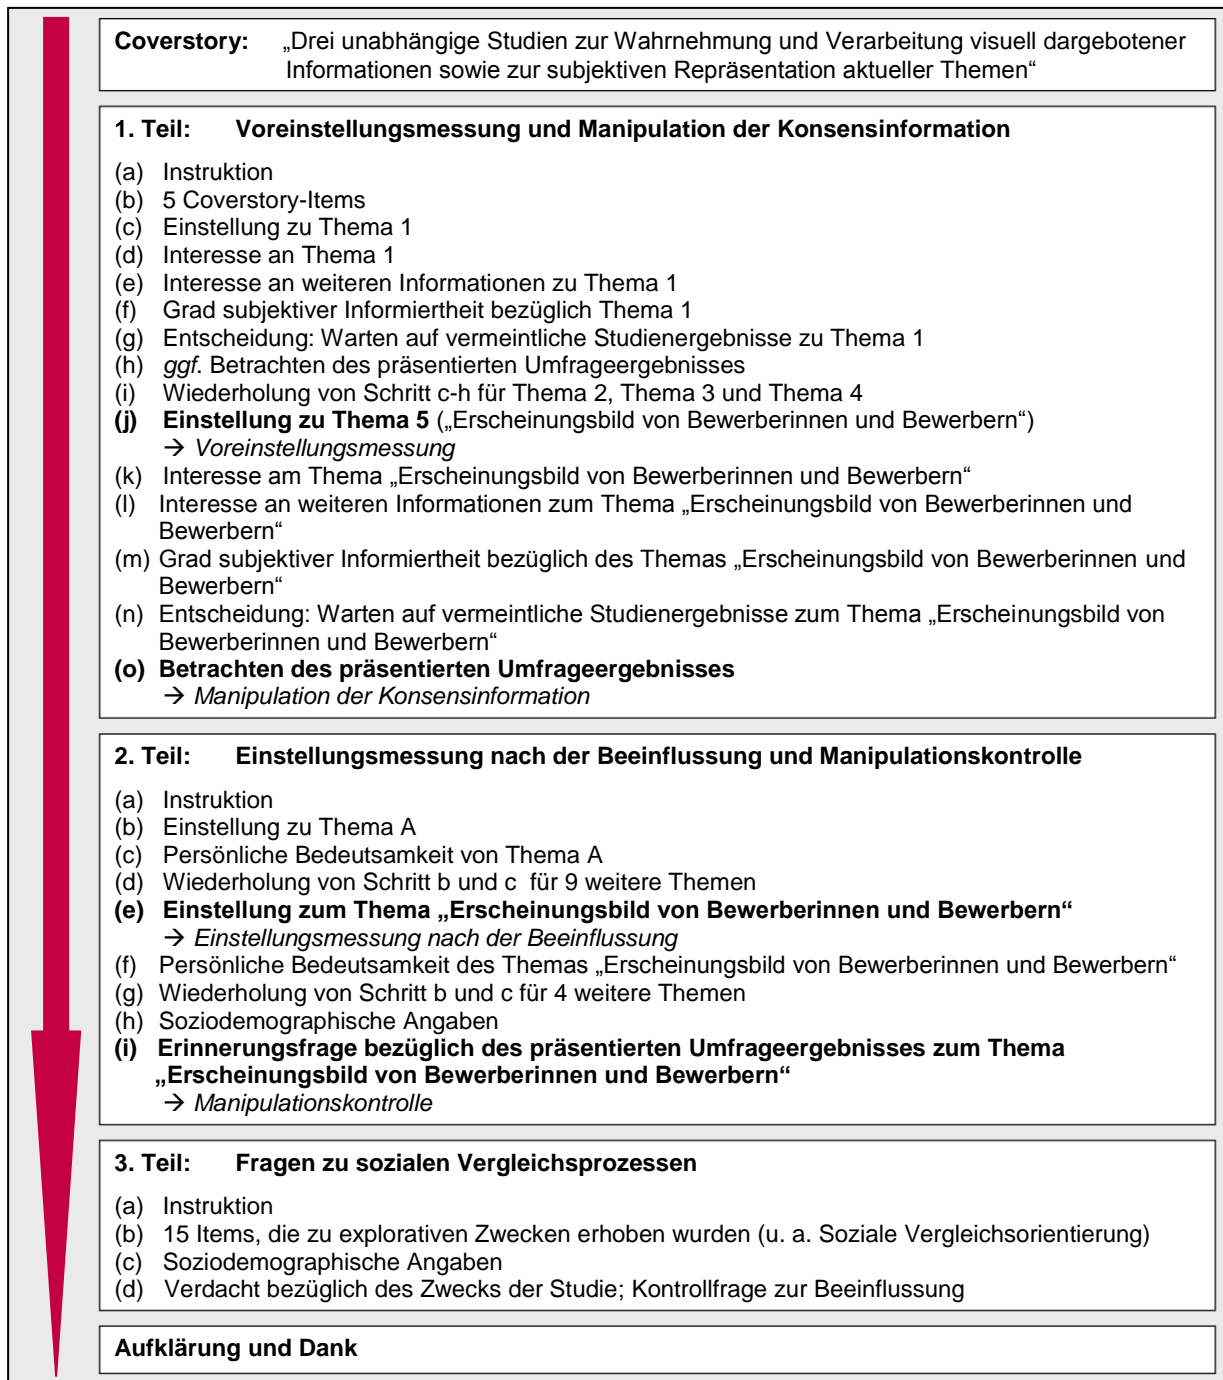 Coverstory: „Drei unabhängige Studien zur Wahrnehmung und Verarbeitung visuell dargebotener
Informationen sowie zur subjektiven Repräsentation aktueller Themen“
1. Teil: Voreinstellungsmessung und Manipulation der Konsensinformation
(a) Instruktion
(b) 5 Coverstory-Items
(c) Einstellung zu Thema 1
(d) Interesse an Thema 1
(e) Interesse an weiteren Informationen zu Thema 1
(f) Grad subjektiver Informiertheit bezüglich Thema 1
(g) Entscheidung: Warten auf vermeintliche Studienergebnisse zu Thema 1
(h) ggf. Betrachten des präsentierten Umfrageergebnisses
(i) Wiederholung von Schritt c-h für Thema 2, Thema 3 und Thema 4
(j) Einstellung zu Thema 5 („Erscheinungsbild von Bewerberinnen und Bewerbern“)
→ Voreinstellungsmessung
(k) Interesse am Thema „Erscheinungsbild von Bewerberinnen und Bewerbern“
(l) Interesse an weiteren Informationen zum Thema „Erscheinungsbild von Bewerberinnen und
Bewerbern“
(m) Grad subjektiver Informiertheit bezüglich des Themas „Erscheinungsbild von Bewerberinnen und
Bewerbern“
(n) Entscheidung: Warten auf vermeintliche Studienergebnisse zum Thema „Erscheinungsbild von
Bewerberinnen und Bewerbern“
(o) Betrachten des präsentierten Umfrageergebnisses
→ Manipulation der Konsensinformation
2. Teil: Einstellungsmessung nach der Beeinflussung und Manipulationskontrolle
(a) Instruktion
(b) Einstellung zu Thema A
(c) Persönliche Bedeutsamkeit von Thema A
(d) Wiederholung von Schritt b und c für 9 weitere Themen
(e) Einstellung zum Thema „Erscheinungsbild von Bewerberinnen und Bewerbern“
→ Einstellungsmessung nach der Beeinflussung
(f) Persönliche Bedeutsamkeit des Themas „Erscheinungsbild von Bewerberinnen und Bewerbern“
(g) Wiederholung von Schritt b und c für 4 weitere Themen
(h) Soziodemographische Angaben
(i) Erinnerungsfrage bezüglich des präsentierten Umfrageergebnisses zum Thema
„Erscheinungsbild von Bewerberinnen und Bewerbern“
→ Manipulationskontrolle
3. Teil: Fragen zu sozialen Vergleichsprozessen
(a) Instruktion
(b) 15 Items, die zu explorativen Zwecken erhoben wurden (u. a. Soziale Vergleichsorientierung)
(c) Soziodemographische Angaben
(d) Verdacht bezüglich des Zwecks der Studie; Kontrollfrage zur Beeinflussung
Aufklärung und Dank